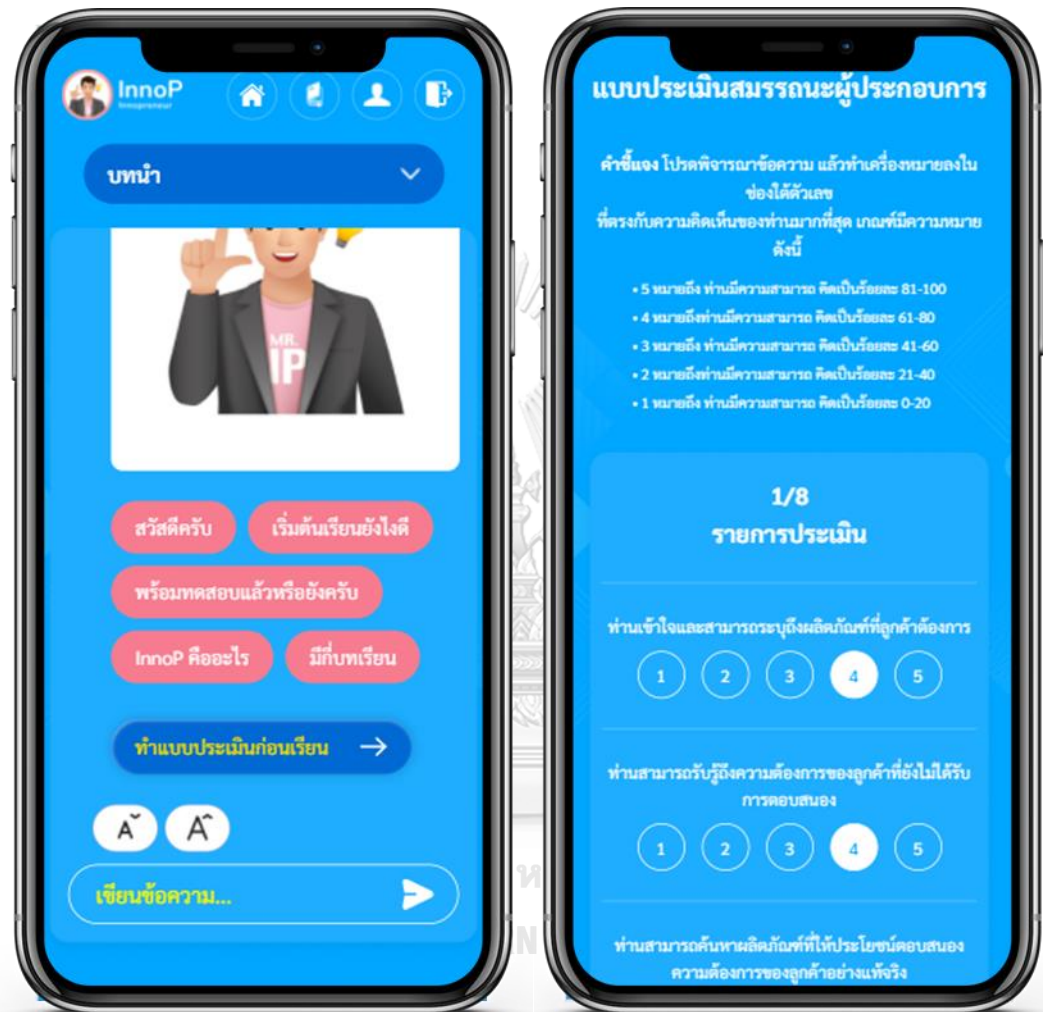 InnoP
Innopreneur
บทนำ
MR.
IP
สวัสดีครับ
เริ่มต้นเรียนยังไงดี
พร้อมทดสอบแล้วหรือยังครับ
InnoP คืออะไร
มีกี่บทเรียน
ทำแบบประเมินก่อนเรียน
A
A
เขียนข้อความ...
แบบประเมินสมรรถนะผู้ประกอบการ
คำชี้แจง โปรดพิจารณาข้อความ แล้วทำเครื่องหมายลงใน
ช่องใต้ตัวเลข
ที่ตรงกับความคิดเห็นของท่านมากที่สุด เกณฑ์มีความหมาย
ดังนี้
• 5 หมายถึง ท่านมีความสามารถ คิดเป็นร้อยละ 81-100
• 4 หมายถึงท่านมีความสามารถ คิดเป็นร้อยละ 61-80
• 3 หมายถึง ท่านมีความสามารถ คิดเป็นร้อยละ 41-60
• 2 หมายถึงท่านมีความสามารถ คิดเป็นร้อยละ 21-40
• 1 หมายถึง ท่านมีความสามารถ คิดเป็นร้อยละ 0-20
1/8
รายการประเมิน
ท่านเข้าใจและสามารถระบุถึงผลิตภัณฑ์ที่ลูกค้าต้องการ
1 2 3 4 5
ท่านสามารถรับรู้ถึงความต้องการของลูกค้าที่ยังไม่ได้รับ
การตอบสนอง
1 2 3 4 5
ท่านสามารถค้นหาผลิตภัณฑ์ที่ให้ประโยชน์ตอบสนอง
ความต้องการของลูกค้าอย่างแท้จริง